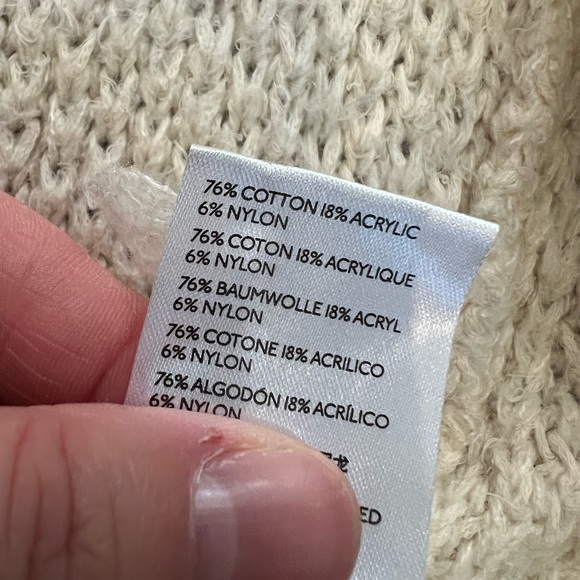 76% COTTON 18% ACRYLIC
6% NYLON
76% COTON 18% ACRYLIQUE
6% NYLON
76% BAUMWOLLE 18% ACRYL
6% NYLON
76% COTONE 18% ACRILICO
6% NYLON
76% ALGODÓN 18% ACRÍLICO
6% NYLON